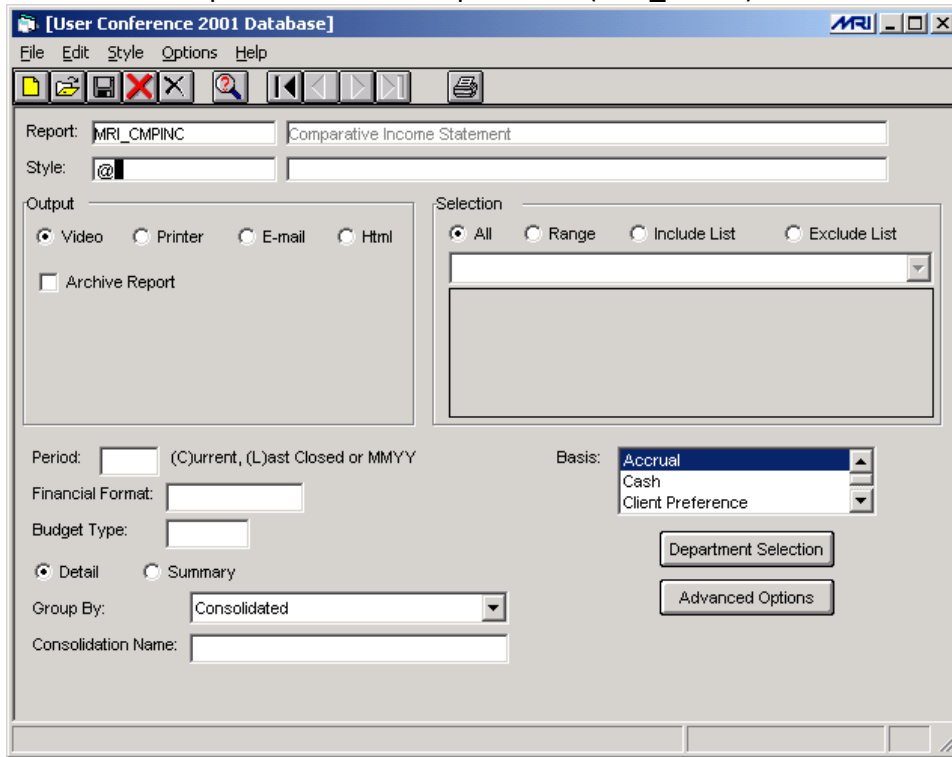 [User Conference 2001 Database] MRI
File Edit Style Options Help
Report: MRI_CMPINC Comparative Income Statement
Style: @
Output
Video Printer E-mail Html
Archive Report
Selection
All Range Include List Exclude List
Period: (C)urrent, (L)ast Closed or MMYY
Basis: Accrual
Cash
Client Preference
Financial Format:
Budget Type:
Department Selection
Detail Summary
Advanced Options
Group By: Consolidated
Consolidation Name: